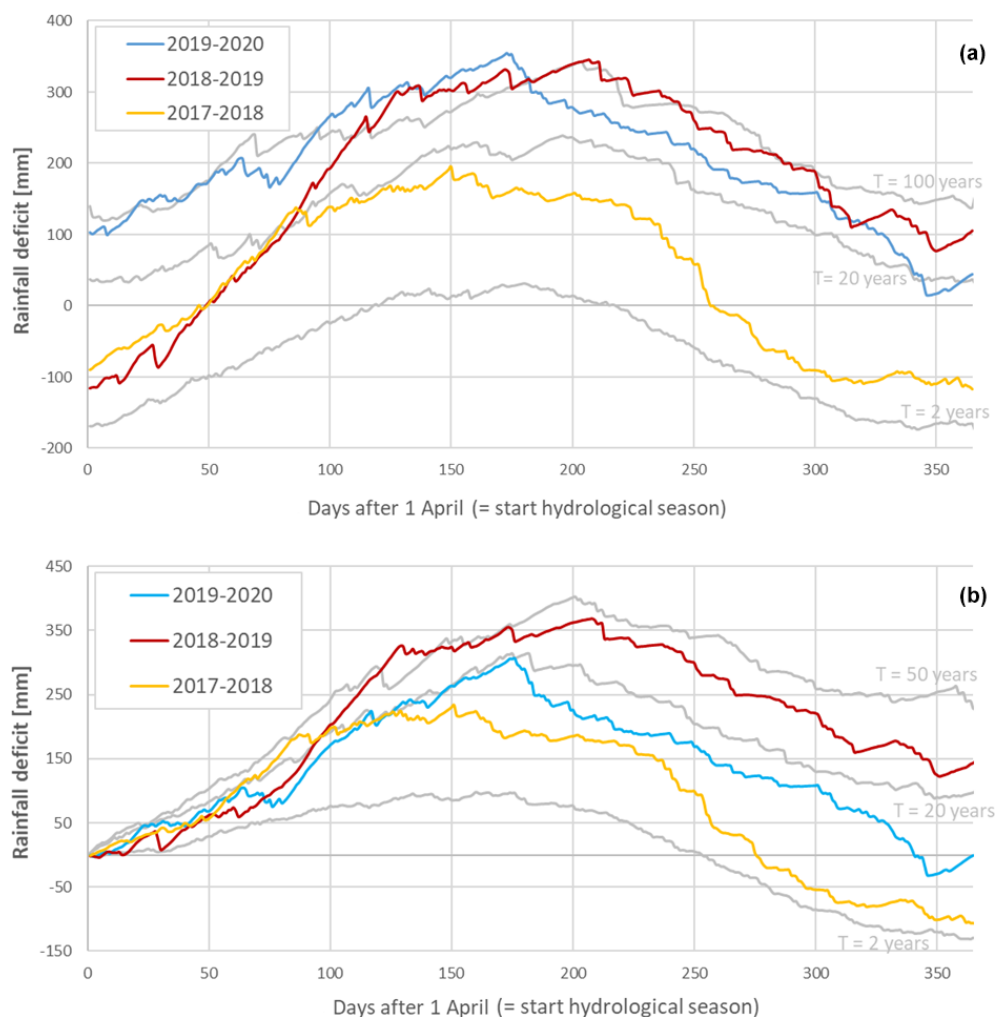 400
(a)
2019-2020
2018-2019
2017-2018
300
200
100
0
-100
-200
Rainfall deficit [mm]
T = 100 years
T= 20 years
T = 2 years
0 50 100 150 200 250 300 350
Days after 1 April (= start hydrological season)
450
(b)
2019-2020
2018-2019
2017-2018
350
250
150
50
-50
-150
Rainfall deficit [mm]
T = 50 years
T = 20 years
T = 2 years
0 50 100 150 200 250 300 350
Days after 1 April (= start hydrological season)